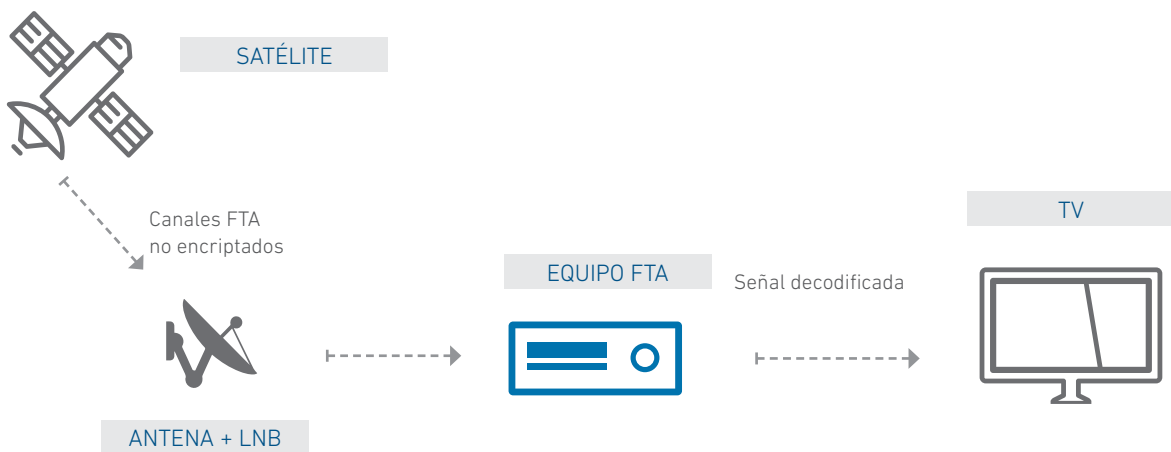 SATÉLITE
Canales FTA
no encriptados
ANTENA + LNB
EQUIPO FTA
Señal decodificada
TV